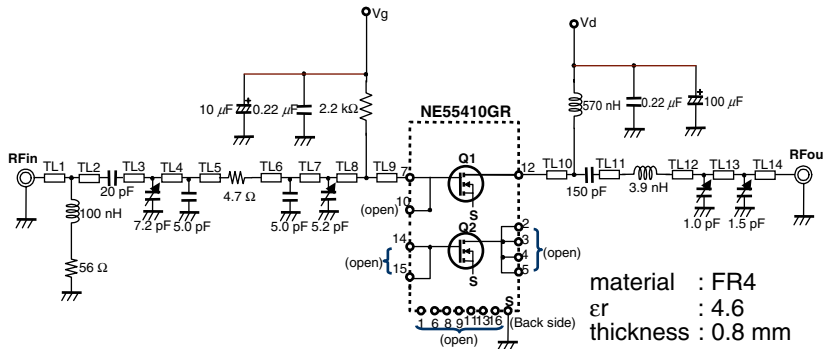 Vg
Vd
10 μF
0.22 μF
2.2 kΩ
NE55410GR
570 nH
0.22 μF
100 μF
RFin
TL1
TL2
TL3
TL4
TL5
TL6
TL7
TL8
TL9
7
Q1
12
TL10
TL11
TL12
TL13
TL14
RFou
20 pF
4.7 Ω
150 pF
3.9 nH
100 nH
7.2 pF
5.0 pF
5.0 pF
5.2 pF
10
(open)
S
1.0 pF
1.5 pF
56 Ω
14
15
(open)
Q2
S
2
3
4
5
(open)
1 6 8 9 11 13 16
S
(Back side)
(open)
material : FR4
εr : 4.6
thickness : 0.8 mm